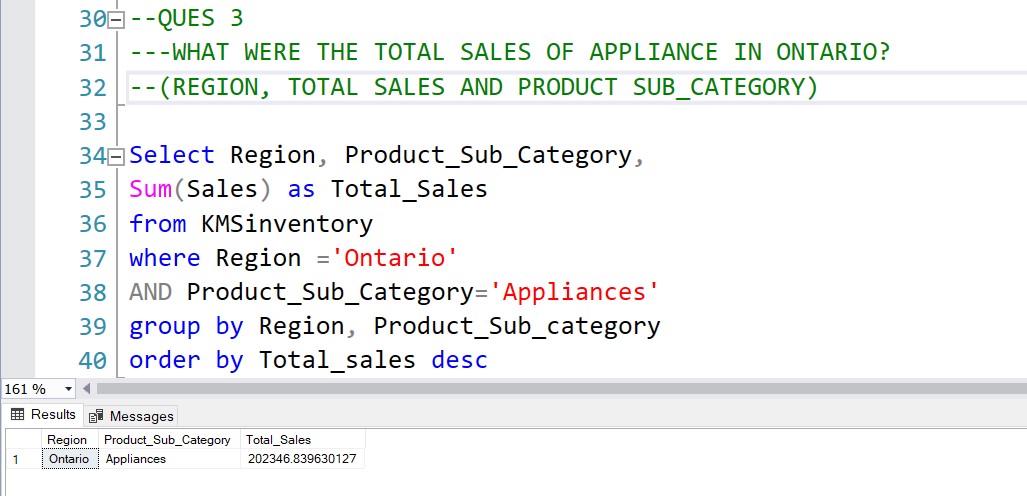 30 --QUES 3
31 ---WHAT WERE THE TOTAL SALES OF APPLIANCE IN ONTARIO?
32 --(REGION, TOTAL SALES AND PRODUCT SUB_CATEGORY)
33
34 Select Region, Product_Sub_Category,
35 Sum(Sales) as Total_Sales
36 from KMSinventory
37 where Region ='Ontario'
38 AND Product_Sub_Category='Appliances'
39 group by Region, Product_Sub_category
40 order by Total_sales desc
161 %
Results Messages
Region Product_Sub_Category Total_Sales
1 Ontario Appliances 202346.839630127